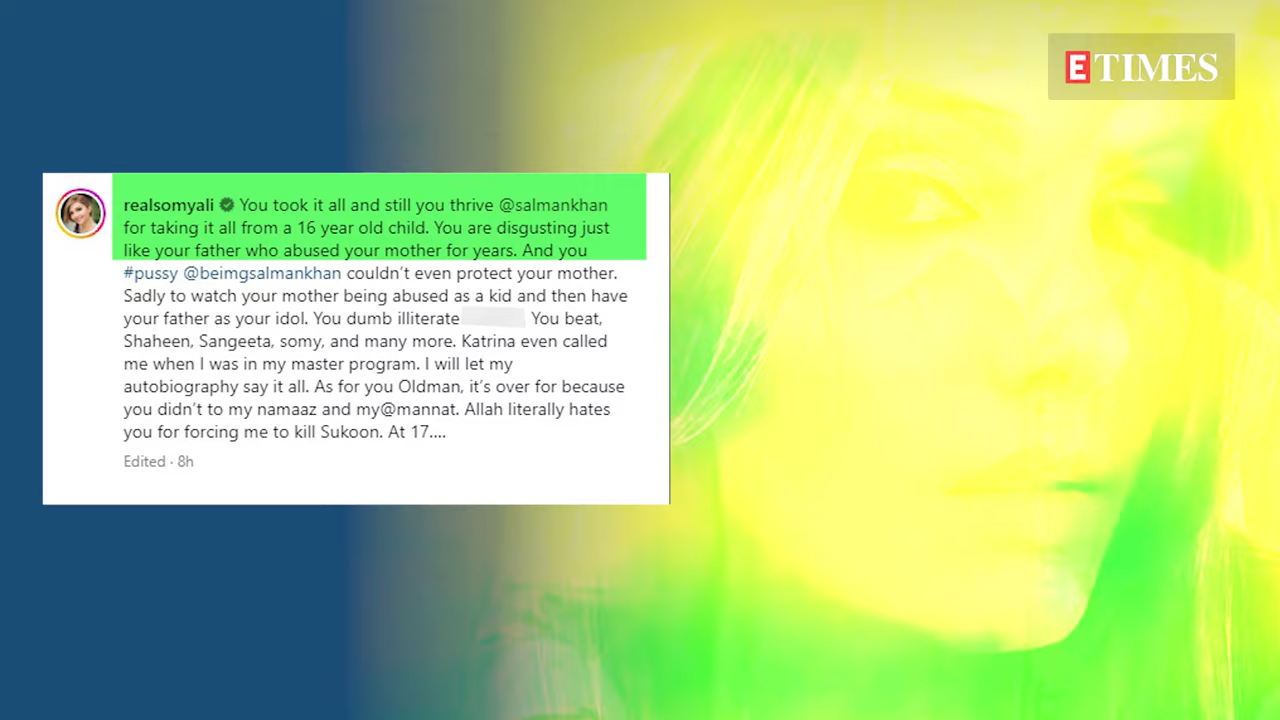 E TIMES
realsomyali You took it all and still you thrive @salmankhan
for taking it all from a 16 year old child. You are disgusting just
like your father who abused your mother for years. And you
#pussy @beimgsalmankhan couldn't even protect your mother.
Sadly to watch your mother being abused as a kid and then have
your father as your idol. You dumb illiterate You beat,
Shaheen, Sangeeta, somy, and many more. Katrina even called
me when I was in my master program. I will let my
autobiography say it all. As for you Oldman, it's over for because
you didn't to my namaaz and my@mannat. Allah literally hates
you for forcing me to kill Sukoon. At 17....
Edited · 8h